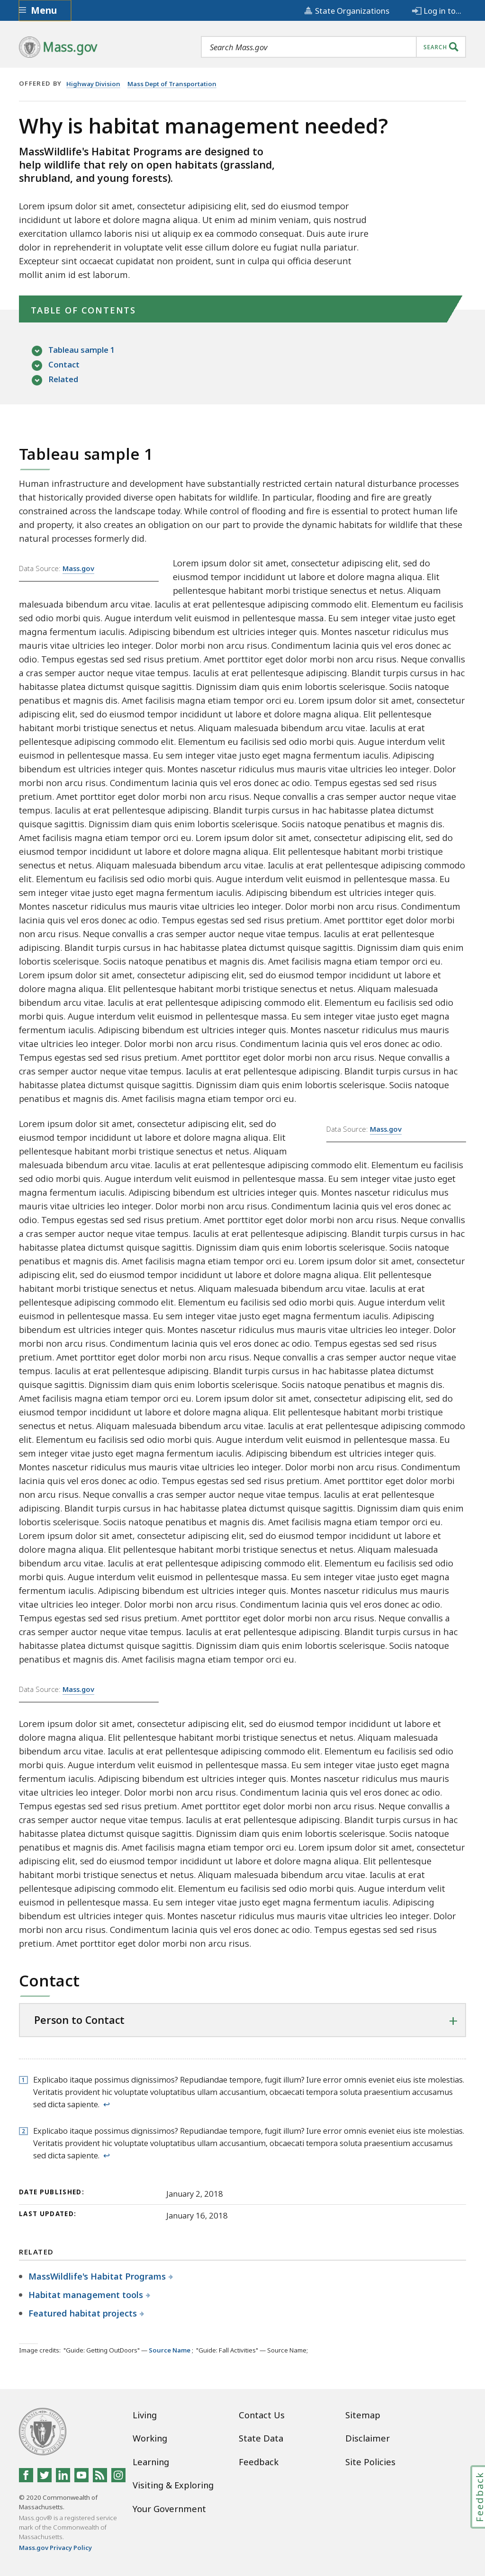 Menu
State Organizations
Log in to...
Mass.gov
Search Mass.gov
SEARCH
OFFERED BY Highway Division Mass Dept of Transportation
Why is habitat management needed?
MassWildlife's Habitat Programs are designed to
help wildlife that rely on open habitats (grassland,
shrubland, and young forests).
Lorem ipsum dolor sit amet, consectetur adipisicing elit, sed do eiusmod tempor
incididunt ut labore et dolore magna aliqua. Ut enim ad minim veniam, quis nostrud
exercitation ullamco laboris nisi ut aliquip ex ea commodo consequat. Duis aute irure
dolor in reprehenderit in voluptate velit esse cillum dolore eu fugiat nulla pariatur.
Excepteur sint occaecat cupidatat non proident, sunt in culpa qui officia deserunt
mollit anim id est laborum.
TABLE OF CONTENTS
Tableau sample 1
Contact
Related
Tableau sample 1
Human infrastructure and development have substantially restricted certain natural disturbance processes
that historically provided diverse open habitats for wildlife. In particular, flooding and fire are greatly
constrained across the landscape today. While control of flooding and fire is essential to protect human life
and property, it also creates an obligation on our part to provide the dynamic habitats for wildlife that these
natural processes formerly did.
Data Source: Mass.gov
Lorem ipsum dolor sit amet, consectetur adipiscing elit, sed do
eiusmod tempor incididunt ut labore et dolore magna aliqua. Elit
pellentesque habitant morbi tristique senectus et netus. Aliquam
malesuada bibendum arcu vitae. Iaculis at erat pellentesque adipiscing commodo elit. Elementum eu facilisis
sed odio morbi quis. Augue interdum velit euismod in pellentesque massa. Eu sem integer vitae justo eget
magna fermentum iaculis. Adipiscing bibendum est ultricies integer quis. Montes nascetur ridiculus mus
mauris vitae ultricies leo integer. Dolor morbi non arcu risus. Condimentum lacinia quis vel eros donec ac
odio. Tempus egestas sed sed risus pretium. Amet porttitor eget dolor morbi non arcu risus. Neque convallis
a cras semper auctor neque vitae tempus. Iaculis at erat pellentesque adipiscing. Blandit turpis cursus in hac
habitasse platea dictumst quisque sagittis. Dignissim diam quis enim lobortis scelerisque. Sociis natoque
penatibus et magnis dis. Amet facilisis magna etiam tempor orci eu. Lorem ipsum dolor sit amet, consectetur
adipiscing elit, sed do eiusmod tempor incididunt ut labore et dolore magna aliqua. Elit pellentesque
habitant morbi tristique senectus et netus. Aliquam malesuada bibendum arcu vitae. Iaculis at erat
pellentesque adipiscing commodo elit. Elementum eu facilisis sed odio morbi quis. Augue interdum velit
euismod in pellentesque massa. Eu sem integer vitae justo eget magna fermentum iaculis. Adipiscing
bibendum est ultricies integer quis. Montes nascetur ridiculus mus mauris vitae ultricies leo integer. Dolor
morbi non arcu risus. Condimentum lacinia quis vel eros donec ac odio. Tempus egestas sed sed risus
pretium. Amet porttitor eget dolor morbi non arcu risus. Neque convallis a cras semper auctor neque vitae
tempus. Iaculis at erat pellentesque adipiscing. Blandit turpis cursus in hac habitasse platea dictumst
quisque sagittis. Dignissim diam quis enim lobortis scelerisque. Sociis natoque penatibus et magnis dis.
Amet facilisis magna etiam tempor orci eu. Lorem ipsum dolor sit amet, consectetur adipiscing elit, sed do
eiusmod tempor incididunt ut labore et dolore magna aliqua. Elit pellentesque habitant morbi tristique
senectus et netus. Aliquam malesuada bibendum arcu vitae. Iaculis at erat pellentesque adipiscing commodo
elit. Elementum eu facilisis sed odio morbi quis. Augue interdum velit euismod in pellentesque massa. Eu
sem integer vitae justo eget magna fermentum iaculis. Adipiscing bibendum est ultricies integer quis.
Montes nascetur ridiculus mus mauris vitae ultricies leo integer. Dolor morbi non arcu risus. Condimentum
lacinia quis vel eros donec ac odio. Tempus egestas sed sed risus pretium. Amet porttitor eget dolor morbi
non arcu risus. Neque convallis a cras semper auctor neque vitae tempus. Iaculis at erat pellentesque
adipiscing. Blandit turpis cursus in hac habitasse platea dictumst quisque sagittis. Dignissim diam quis enim
lobortis scelerisque. Sociis natoque penatibus et magnis dis. Amet facilisis magna etiam tempor orci eu.
Lorem ipsum dolor sit amet, consectetur adipiscing elit, sed do eiusmod tempor incididunt ut labore et
dolore magna aliqua. Elit pellentesque habitant morbi tristique senectus et netus. Aliquam malesuada
bibendum arcu vitae. Iaculis at erat pellentesque adipiscing commodo elit. Elementum eu facilisis sed odio
morbi quis. Augue interdum velit euismod in pellentesque massa. Eu sem integer vitae justo eget magna
fermentum iaculis. Adipiscing bibendum est ultricies integer quis. Montes nascetur ridiculus mus mauris
vitae ultricies leo integer. Dolor morbi non arcu risus. Condimentum lacinia quis vel eros donec ac odio.
Tempus egestas sed sed risus pretium. Amet porttitor eget dolor morbi non arcu risus. Neque convallis a
cras semper auctor neque vitae tempus. Iaculis at erat pellentesque adipiscing. Blandit turpis cursus in hac
habitasse platea dictumst quisque sagittis. Dignissim diam quis enim lobortis scelerisque. Sociis natoque
penatibus et magnis dis. Amet facilisis magna etiam tempor orci eu.
Data Source: Mass.gov
Lorem ipsum dolor sit amet, consectetur adipiscing elit, sed do
eiusmod tempor incididunt ut labore et dolore magna aliqua. Elit
pellentesque habitant morbi tristique senectus et netus. Aliquam
malesuada bibendum arcu vitae. Iaculis at erat pellentesque adipiscing commodo elit. Elementum eu facilisis
sed odio morbi quis. Augue interdum velit euismod in pellentesque massa. Eu sem integer vitae justo eget
magna fermentum iaculis. Adipiscing bibendum est ultricies integer quis. Montes nascetur ridiculus mus
mauris vitae ultricies leo integer. Dolor morbi non arcu risus. Condimentum lacinia quis vel eros donec ac
odio. Tempus egestas sed sed risus pretium. Amet porttitor eget dolor morbi non arcu risus. Neque convallis
a cras semper auctor neque vitae tempus. Iaculis at erat pellentesque adipiscing. Blandit turpis cursus in hac
habitasse platea dictumst quisque sagittis. Dignissim diam quis enim lobortis scelerisque. Sociis natoque
penatibus et magnis dis. Amet facilisis magna etiam tempor orci eu. Lorem ipsum dolor sit amet, consectetur
adipiscing elit, sed do eiusmod tempor incididunt ut labore et dolore magna aliqua. Elit pellentesque
habitant morbi tristique senectus et netus. Aliquam malesuada bibendum arcu vitae. Iaculis at erat
pellentesque adipiscing commodo elit. Elementum eu facilisis sed odio morbi quis. Augue interdum velit
euismod in pellentesque massa. Eu sem integer vitae justo eget magna fermentum iaculis. Adipiscing
bibendum est ultricies integer quis. Montes nascetur ridiculus mus mauris vitae ultricies leo integer. Dolor
morbi non arcu risus. Condimentum lacinia quis vel eros donec ac odio. Tempus egestas sed sed risus
pretium. Amet porttitor eget dolor morbi non arcu risus. Neque convallis a cras semper auctor neque vitae
tempus. Iaculis at erat pellentesque adipiscing. Blandit turpis cursus in hac habitasse platea dictumst
quisque sagittis. Dignissim diam quis enim lobortis scelerisque. Sociis natoque penatibus et magnis dis.
Amet facilisis magna etiam tempor orci eu. Lorem ipsum dolor sit amet, consectetur adipiscing elit, sed do
eiusmod tempor incididunt ut labore et dolore magna aliqua. Elit pellentesque habitant morbi tristique
senectus et netus. Aliquam malesuada bibendum arcu vitae. Iaculis at erat pellentesque adipiscing commodo
elit. Elementum eu facilisis sed odio morbi quis. Augue interdum velit euismod in pellentesque massa. Eu
sem integer vitae justo eget magna fermentum iaculis. Adipiscing bibendum est ultricies integer quis.
Montes nascetur ridiculus mus mauris vitae ultricies leo integer. Dolor morbi non arcu risus. Condimentum
lacinia quis vel eros donec ac odio. Tempus egestas sed sed risus pretium. Amet porttitor eget dolor morbi
non arcu risus. Neque convallis a cras semper auctor neque vitae tempus. Iaculis at erat pellentesque
adipiscing. Blandit turpis cursus in hac habitasse platea dictumst quisque sagittis. Dignissim diam quis enim
lobortis scelerisque. Sociis natoque penatibus et magnis dis. Amet facilisis magna etiam tempor orci eu.
Lorem ipsum dolor sit amet, consectetur adipiscing elit, sed do eiusmod tempor incididunt ut labore et
dolore magna aliqua. Elit pellentesque habitant morbi tristique senectus et netus. Aliquam malesuada
bibendum arcu vitae. Iaculis at erat pellentesque adipiscing commodo elit. Elementum eu facilisis sed odio
morbi quis. Augue interdum velit euismod in pellentesque massa. Eu sem integer vitae justo eget magna
fermentum iaculis. Adipiscing bibendum est ultricies integer quis. Montes nascetur ridiculus mus mauris
vitae ultricies leo integer. Dolor morbi non arcu risus. Condimentum lacinia quis vel eros donec ac odio.
Tempus egestas sed sed risus pretium. Amet porttitor eget dolor morbi non arcu risus. Neque convallis a
cras semper auctor neque vitae tempus. Iaculis at erat pellentesque adipiscing. Blandit turpis cursus in hac
habitasse platea dictumst quisque sagittis. Dignissim diam quis enim lobortis scelerisque. Sociis natoque
penatibus et magnis dis. Amet facilisis magna etiam tempor orci eu.
Data Source: Mass.gov
Lorem ipsum dolor sit amet, consectetur adipiscing elit, sed do eiusmod tempor incididunt ut labore et
dolore magna aliqua. Elit pellentesque habitant morbi tristique senectus et netus. Aliquam malesuada
bibendum arcu vitae. Iaculis at erat pellentesque adipiscing commodo elit. Elementum eu facilisis sed odio
morbi quis. Augue interdum velit euismod in pellentesque massa. Eu sem integer vitae justo eget magna
fermentum iaculis. Adipiscing bibendum est ultricies integer quis. Montes nascetur ridiculus mus mauris
vitae ultricies leo integer. Dolor morbi non arcu risus. Condimentum lacinia quis vel eros donec ac odio.
Tempus egestas sed sed risus pretium. Amet porttitor eget dolor morbi non arcu risus. Neque convallis a
cras semper auctor neque vitae tempus. Iaculis at erat pellentesque adipiscing. Blandit turpis cursus in hac
habitasse platea dictumst quisque sagittis. Dignissim diam quis enim lobortis scelerisque. Sociis natoque
penatibus et magnis dis. Amet facilisis magna etiam tempor orci eu. Lorem ipsum dolor sit amet, consectetur
adipiscing elit, sed do eiusmod tempor incididunt ut labore et dolore magna aliqua. Elit pellentesque
habitant morbi tristique senectus et netus. Aliquam malesuada bibendum arcu vitae. Iaculis at erat
pellentesque adipiscing commodo elit. Elementum eu facilisis sed odio morbi quis. Augue interdum velit
euismod in pellentesque massa. Eu sem integer vitae justo eget magna fermentum iaculis. Adipiscing
bibendum est ultricies integer quis. Montes nascetur ridiculus mus mauris vitae ultricies leo integer. Dolor
morbi non arcu risus. Condimentum lacinia quis vel eros donec ac odio. Tempus egestas sed sed risus
pretium. Amet porttitor eget dolor morbi non arcu risus.
Contact
Person to Contact
1 Explicabo itaque possimus dignissimos? Repudiandae tempore, fugit illum? Iure error omnis eveniet eius iste molestias.
Veritatis provident hic voluptate voluptatibus ullam accusantium, obcaecati tempora soluta praesentium accusamus
sed dicta sapiente. ↩
2 Explicabo itaque possimus dignissimos? Repudiandae tempore, fugit illum? Iure error omnis eveniet eius iste molestias.
Veritatis provident hic voluptate voluptatibus ullam accusantium, obcaecati tempora soluta praesentium accusamus
sed dicta sapiente. ↩
DATE PUBLISHED: January 2, 2018
LAST UPDATED: January 16, 2018
RELATED
MassWildlife's Habitat Programs +
Habitat management tools +
Featured habitat projects +
Image credits: "Guide: Getting OutDoors" — Source Name ; "Guide: Fall Activities" — Source Name;
Living
Working
Learning
Visiting & Exploring
Your Government
Contact Us
State Data
Feedback
Sitemap
Disclaimer
Site Policies
© 2020 Commonwealth of
Massachusetts.
Mass.gov® is a registered service
mark of the Commonwealth of
Massachusetts.
Mass.gov Privacy Policy
Feedback